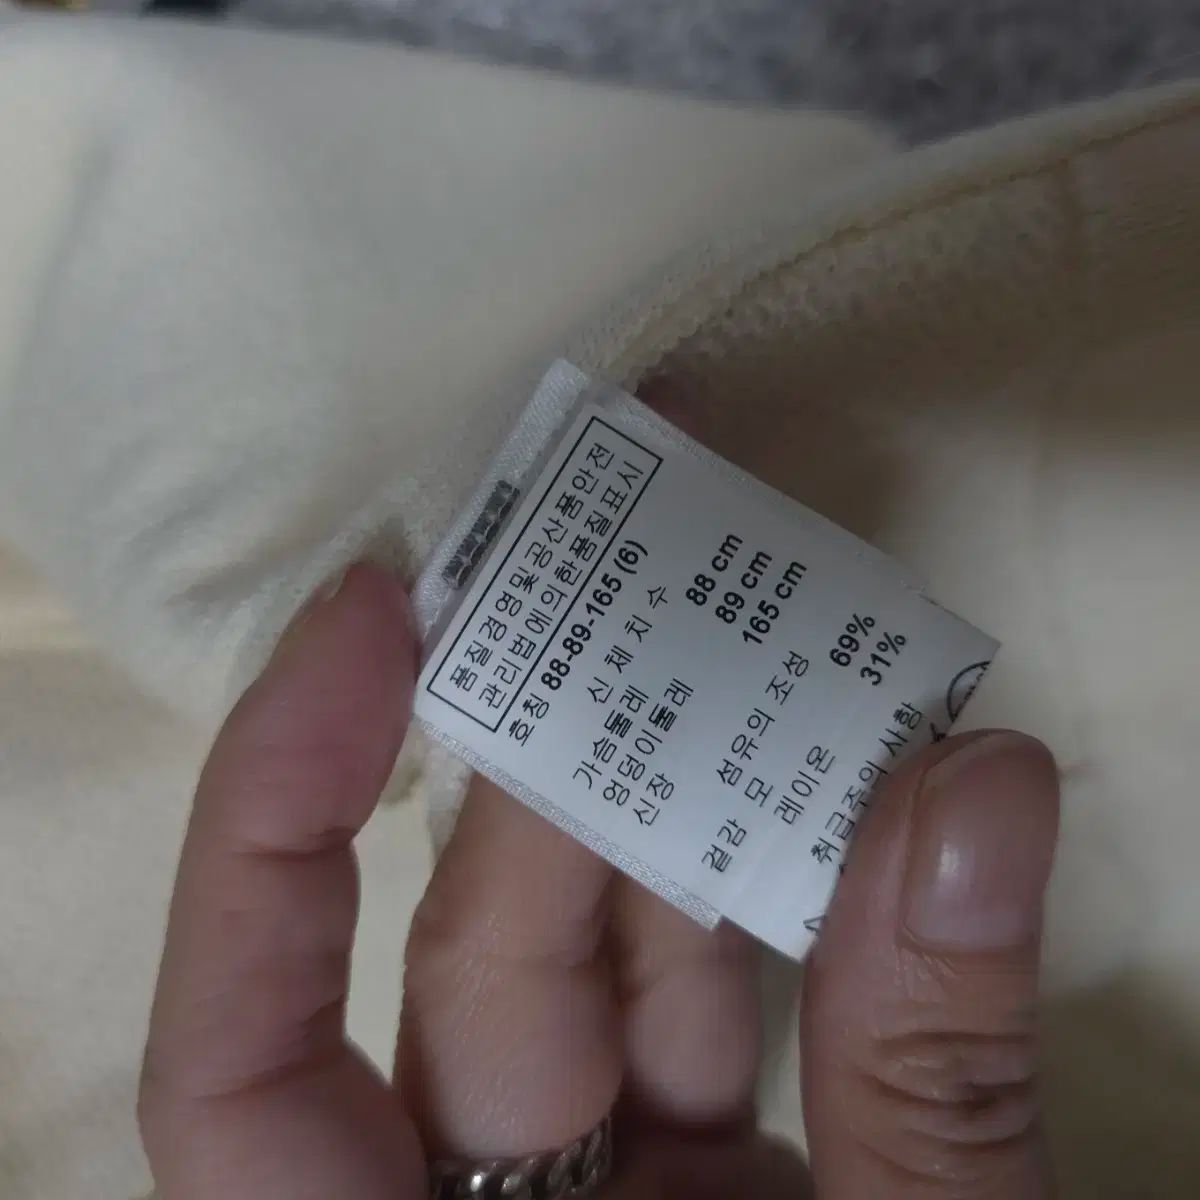 품질경영및공산품안전
관리법에의한품질표시
호칭 88-89-165 (6)
신 체 치 수
가슴둘레 88 cm
엉덩이둘레 89 cm
신장 165 cm
섬유의 조성
겉감 모 69%
레이온 31%
취급주의 사항